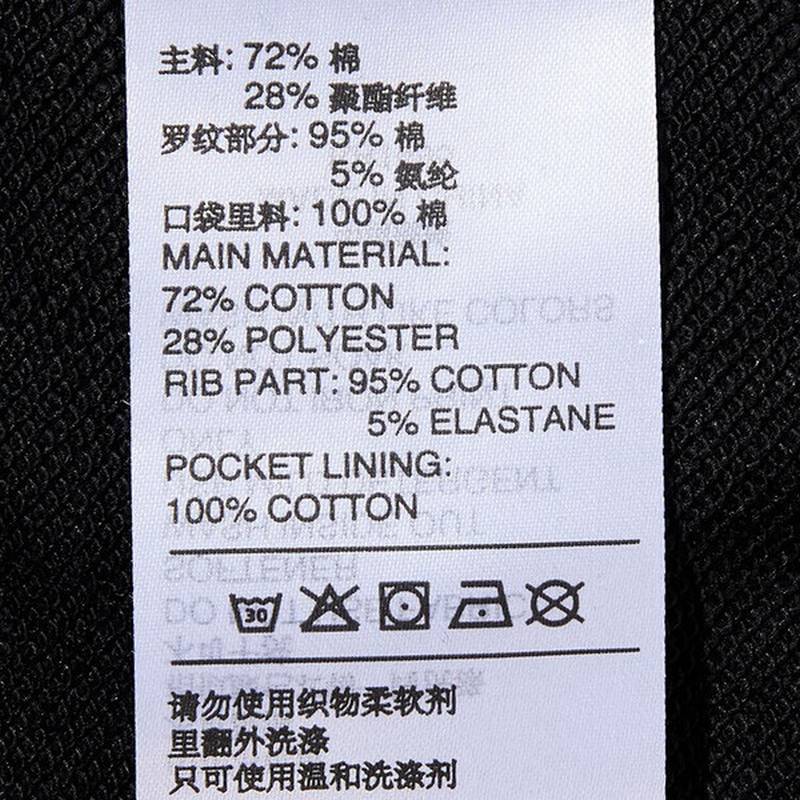 主料: 72% 棉
28% 聚酯纤维
罗纹部分: 95% 棉
5% 氨纶
口袋里料: 100% 棉
MAIN MATERIAL:
72% COTTON
28% POLYESTER
RIB PART: 95% COTTON
5% ELASTANE
POCKET LINING:
100% COTTON
30
请勿使用织物柔软剂
里翻外洗涤
只可使用温和洗涤剂